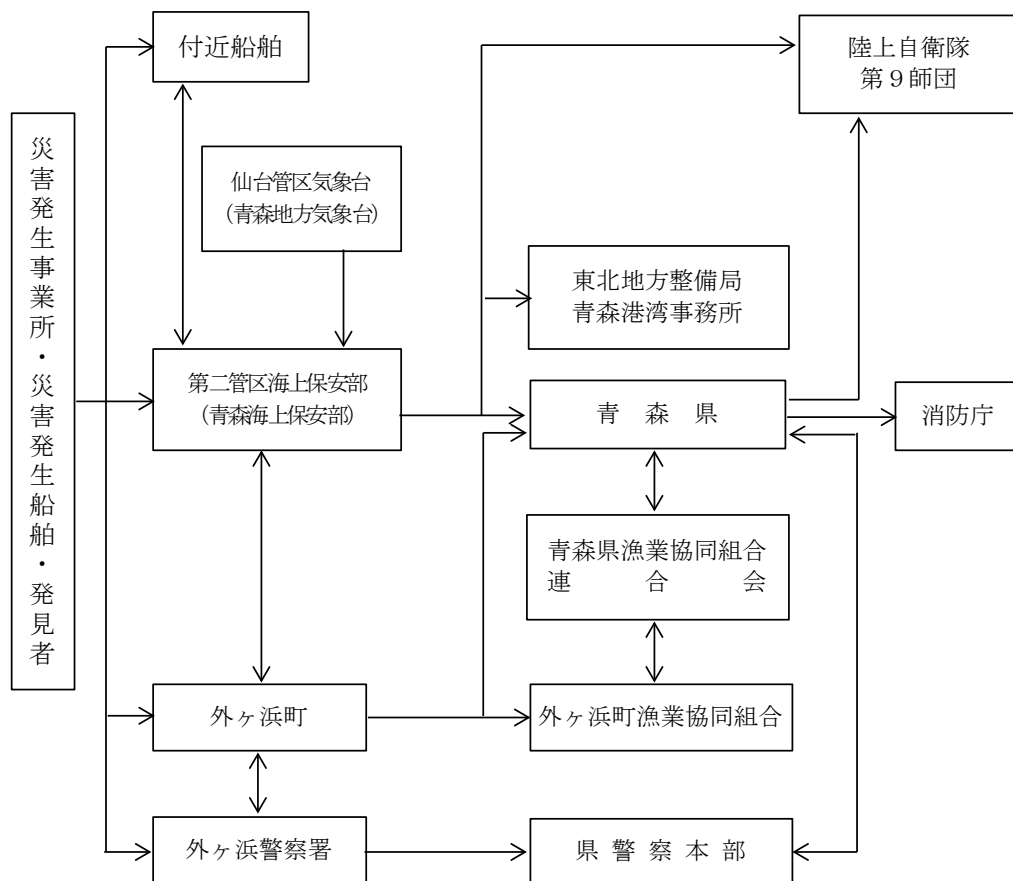 付近船舶
陸上自衛隊
第９師団
災害発生事業所・災害発生船舶・発見者
仙台管区気象台
(青森地方気象台)
東北地方整備局
青森港湾事務所
第二管区海上保安部
(青森海上保安部)
青　森　県
消防庁
青森県漁業協同組合
連　　合　　会
外ヶ浜町
外ヶ浜町漁業協同組合
外ヶ浜警察署
県 警 察 本 部